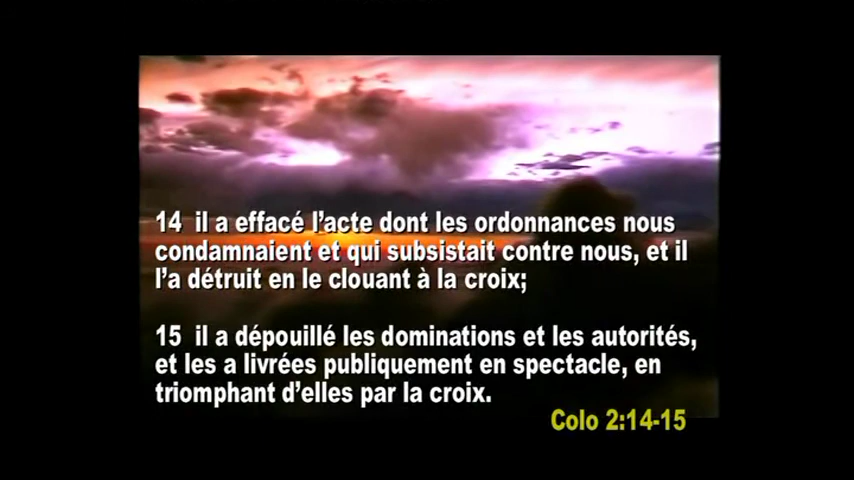 14 il a effacé l’acte dont les ordonnances nous
condamnaient et qui subsistait contre nous, et il
l’a détruit en le clouant à la croix;
15 il a dépouillé les dominations et les autorités,
et les a livrées publiquement en spectacle, en
triomphant d’elles par la croix.
Colo 2:14-15